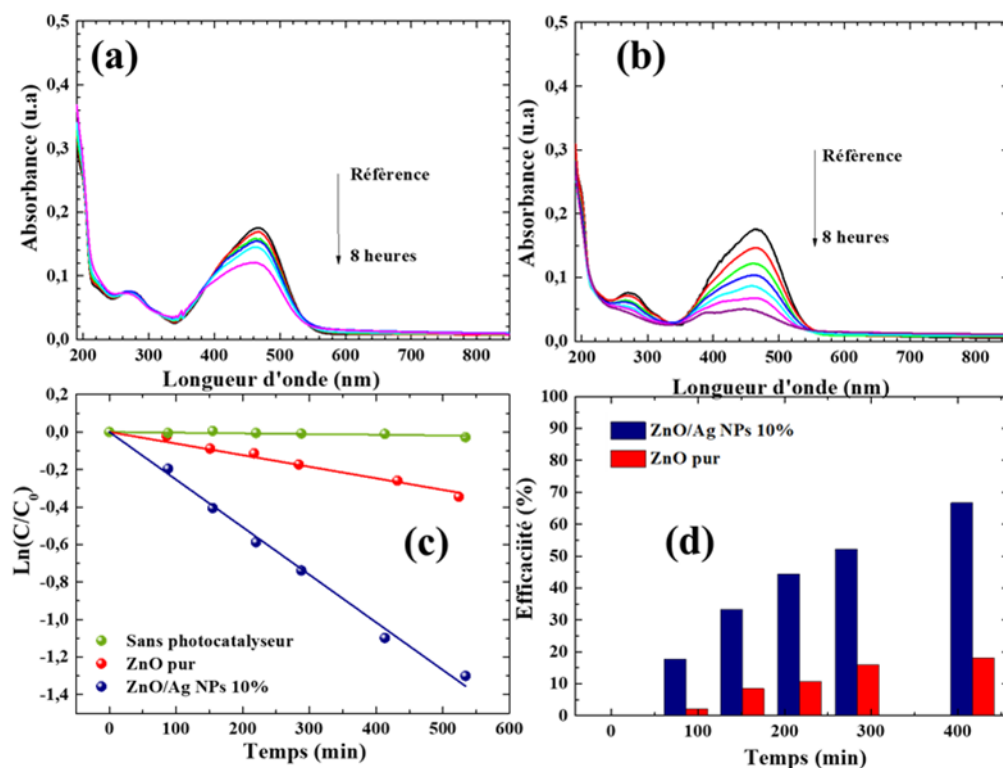 (a)
0,5
0,4
0,3
0,2
0,1
0,0
Absorbance (u.a)
Référence
8 heures
200 300 400 500 600 700 800
Longueur d'onde (nm)
(b)
0,5
0,4
0,3
0,2
0,1
0,0
Absorbance (u.a)
Référence
8 heures
200 300 400 500 600 700 800
Longueur d'onde (nm)
0,2
0,0
-0,2
-0,4
-0,6
-0,8
-1,0
-1,2
-1,4
Ln(C/C0)
(c)
Sans photocatalyseur
ZnO pur
ZnO/Ag NPs 10%
0 100 200 300 400 500 600
Temps (min)
100
90
80
70
60
50
40
30
20
10
0
Efficaciité (%)
ZnO/Ag NPs 10%
ZnO pur
(d)
0 100 200 300 400
Temps (min)